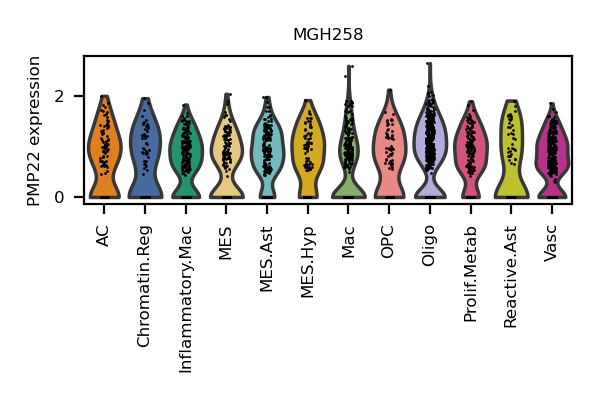 MGH258
PMP22 expression
2
0
AC
Chromatin.Reg
Inflammatory.Mac
MES
MES.Ast
MES.Hyp
Mac
OPC
Oligo
Prolif.Metab
Reactive.Ast
Vasc